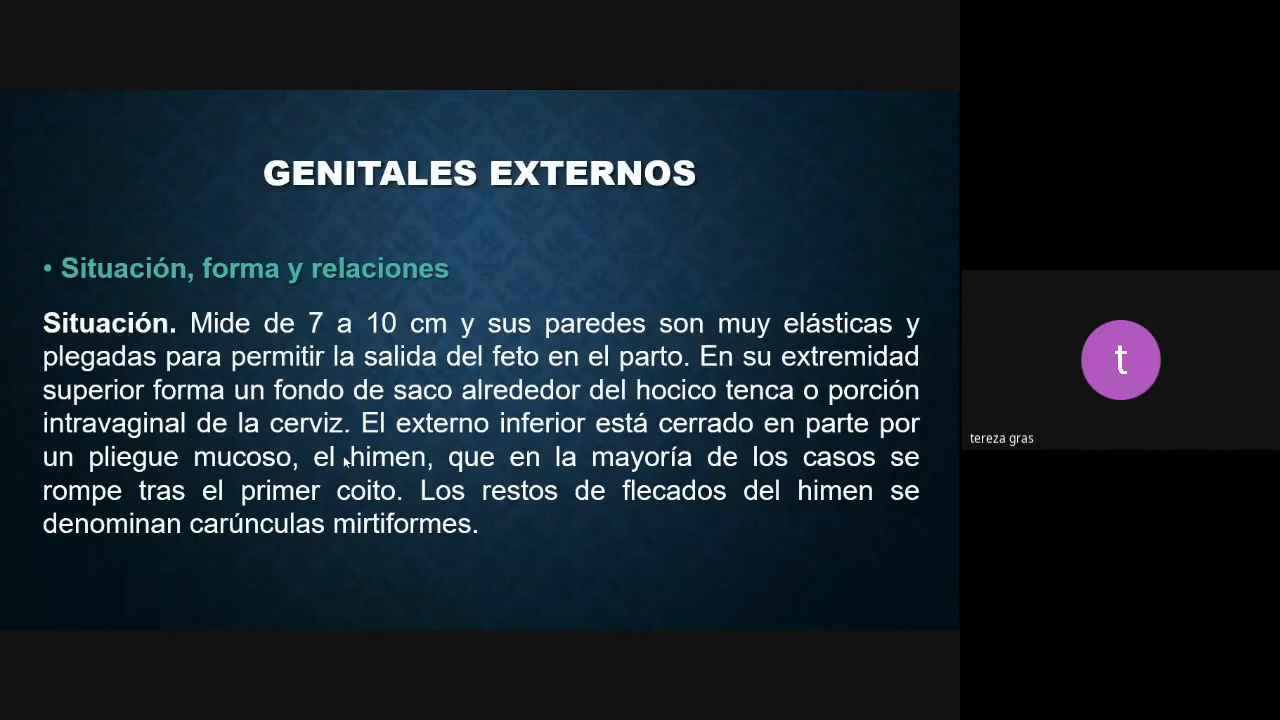 GENITALES EXTERNOS
• Situación, forma y relaciones
Situación. Mide de 7 a 10 cm y sus paredes son muy elásticas y
plegadas para permitir la salida del feto en el parto. En su extremidad
superior forma un fondo de saco alrededor del hocico tenca o porción
intravaginal de la cerviz. El externo inferior está cerrado en parte por
un pliegue mucoso, el himen, que en la mayoría de los casos se
rompe tras el primer coito. Los restos de flecados del himen se
denominan carúnculas mirtiformes.
t
tereza gras